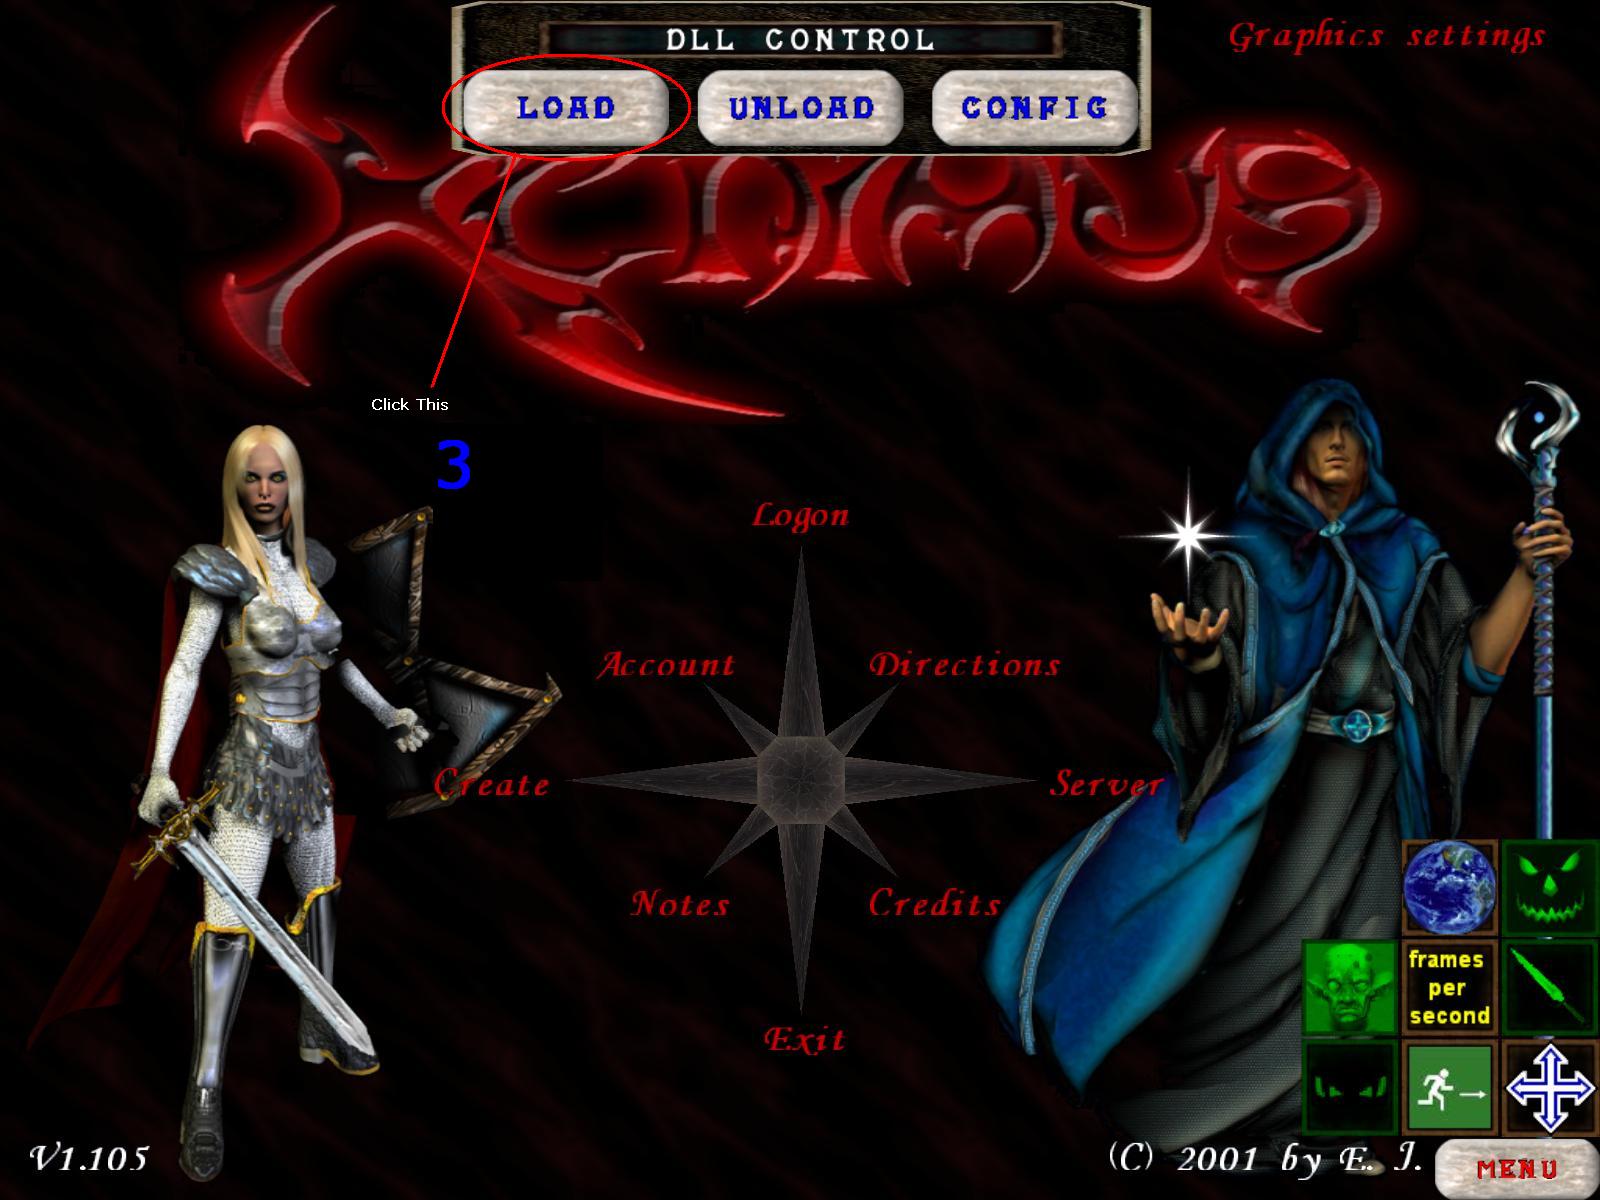 DLL CONTROL
Graphics settings
LOAD
UNLOAD
CONFIG
XENIMUS
Click This
3
Logon
Account
Directions
Create
Server
Notes
Credits
Exit
frames
per
second
V1.105
(C) 2001 by E. J.
MENU